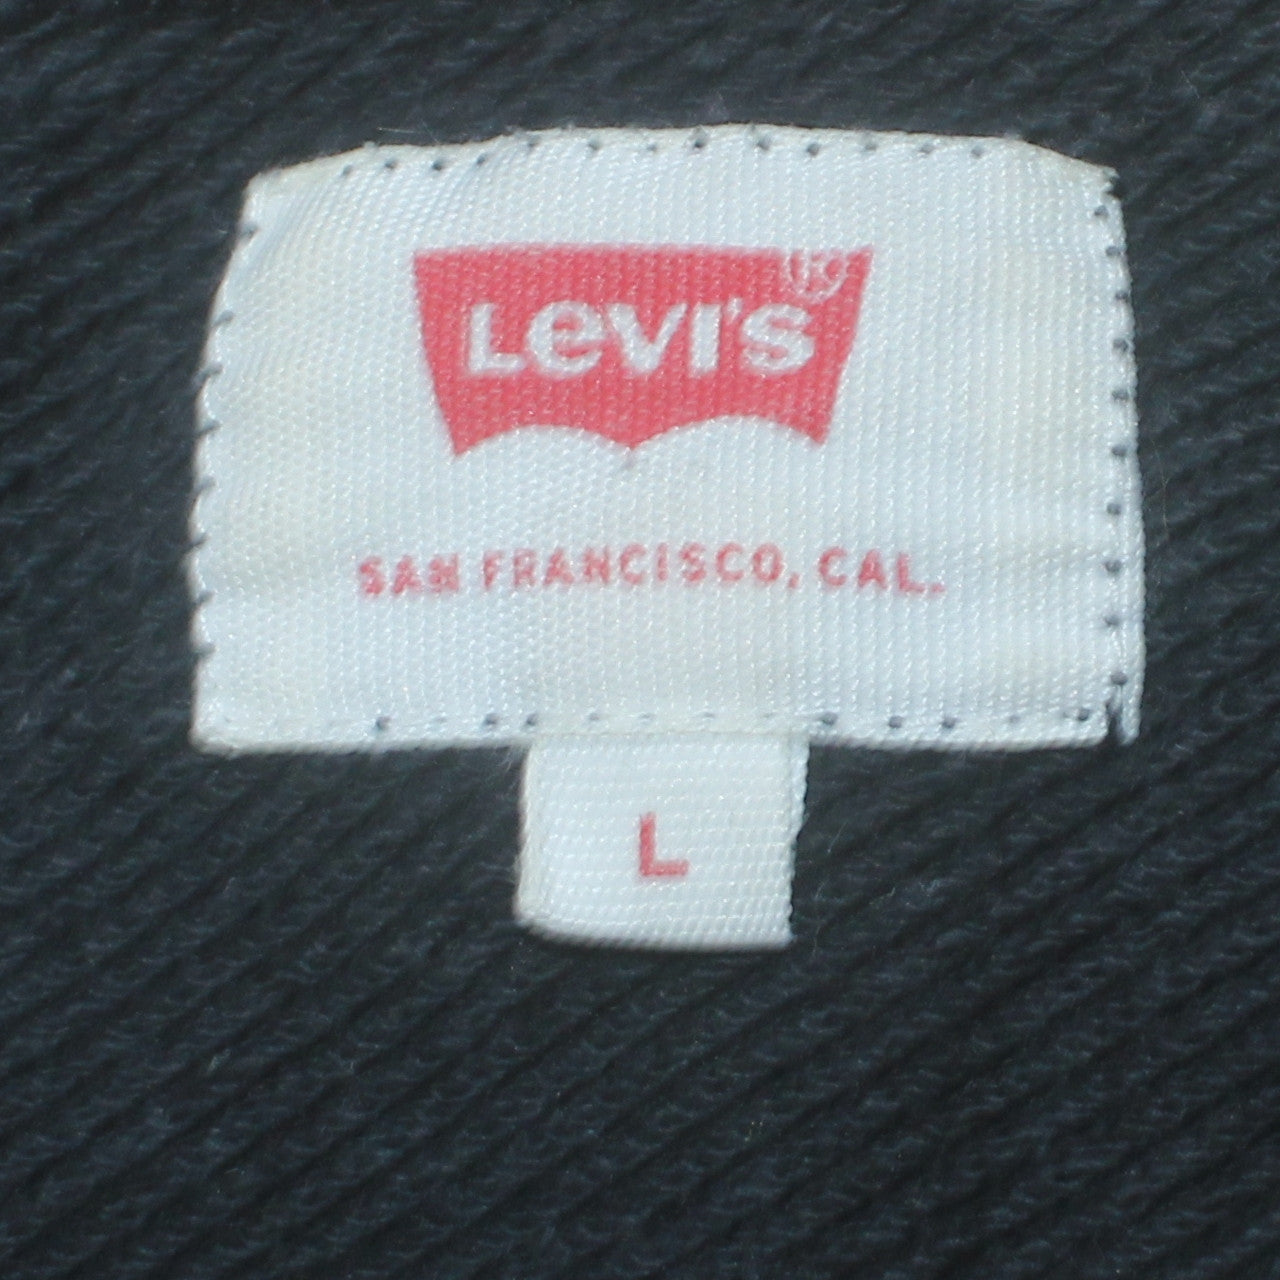 Levi's®
SAN FRANCISCO, CAL.
L